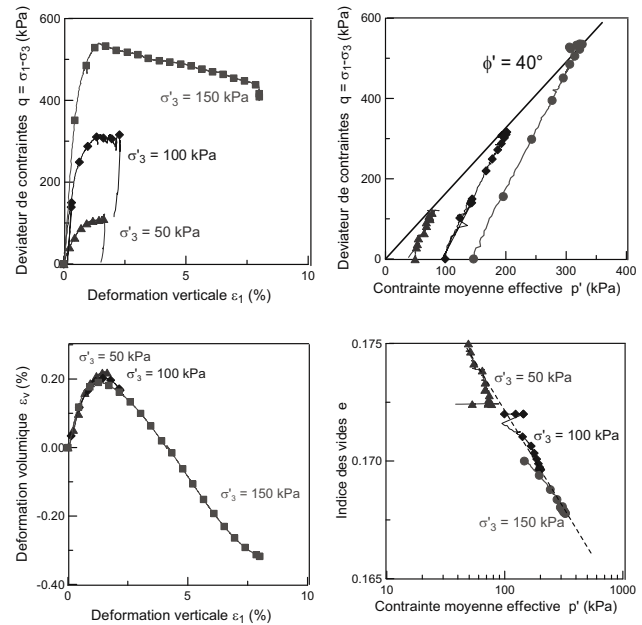 Deviateur de contraintes q = σ1-σ3 (kPa)
600
400
200
0
0
5
10
Deformation verticale ε1 (%)
σ'3 = 150 kPa
σ'3 = 100 kPa
σ'3 = 50 kPa
Deviateur de contraintes q = σ1-σ3 (kPa)
600
500
400
300
200
100
0
0
100
200
300
400
Contrainte moyenne effective p' (kPa)
ϕ' = 40°
Deformation volumique εv (%)
0.20
0.00
-0.20
-0.40
0
5
10
Deformation verticale ε1 (%)
σ'3 = 50 kPa
σ'3 = 100 kPa
σ'3 = 150 kPa
Indice des vides e
0.175
0.170
0.165
10
100
1000
Contrainte moyenne effective p' (kPa)
σ'3 = 50 kPa
σ'3 = 100 kPa
σ'3 = 150 kPa